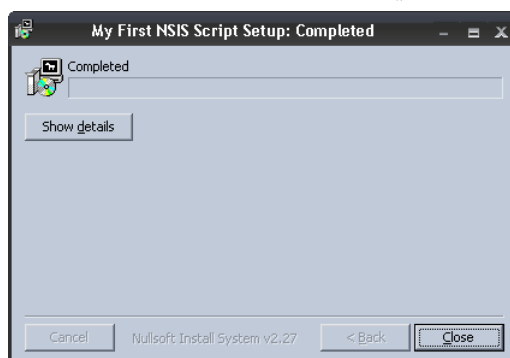 My First NSIS Script Setup: Completed
Completed
Show details
Cancel
Nullsoft Install System v2.27
< Back
Close